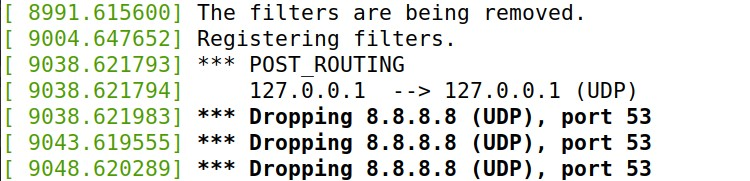 [ 8991.615600] The filters are being removed.
[ 9004.647652] Registering filters.
[ 9038.621793] *** POST_ROUTING
[ 9038.621794]     127.0.0.1  --> 127.0.0.1 (UDP)
[ 9038.621983] *** Dropping 8.8.8.8 (UDP), port 53
[ 9043.619555] *** Dropping 8.8.8.8 (UDP), port 53
[ 9048.620289] *** Dropping 8.8.8.8 (UDP), port 53